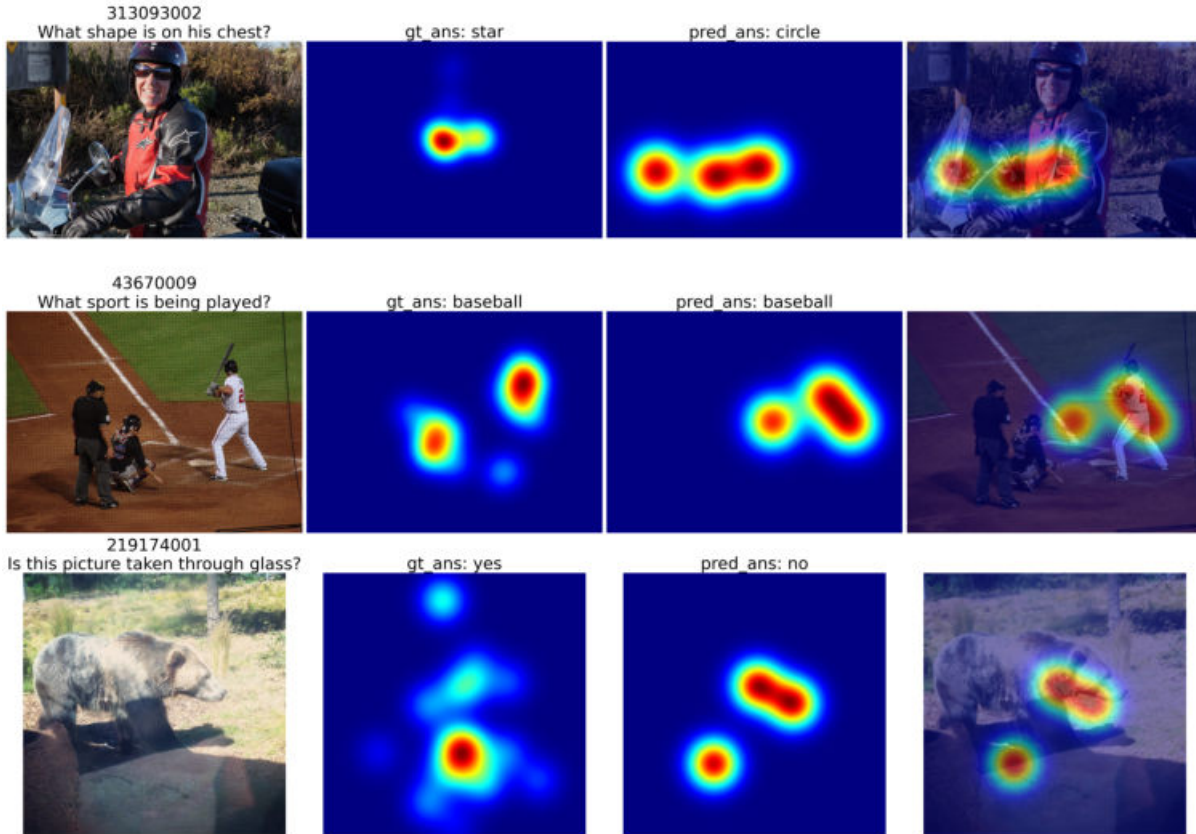 313093002
What shape is on his chest?
gt_ans: star
pred_ans: circle
43670009
What sport is being played?
gt_ans: baseball
pred_ans: baseball
219174001
Is this picture taken through glass?
gt_ans: yes
pred_ans: no